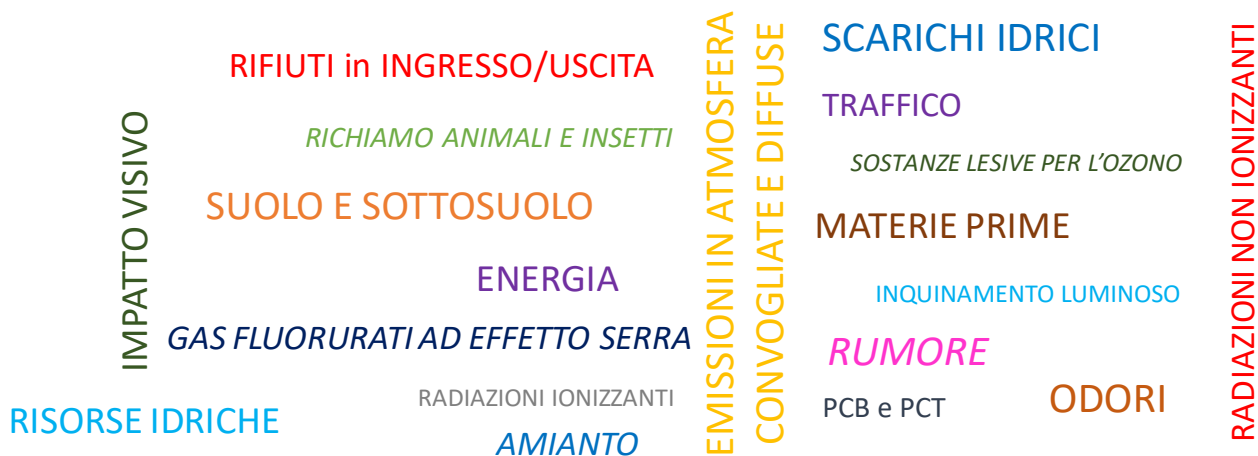 IMPATTO VISIVO
RIFIUTI in INGRESSO/USCITA
RICHIAMO ANIMALI E INSETTI
SUOLO E SOTTOSUOLO
ENERGIA
GAS FLUORURATI AD EFFETTO SERRA
RADIAZIONI IONIZZANTI
RISORSE IDRICHE
AMIANTO
EMISSIONI IN ATMOSFERA
CONVOGLIATE E DIFFUSE
SCARICHI IDRICI
TRAFFICO
SOSTANZE LESIVE PER L'OZONO
MATERIE PRIME
INQUINAMENTO LUMINOSO
RUMORE
PCB e PCT
ODORI
RADIAZIONI NON IONIZZANTI